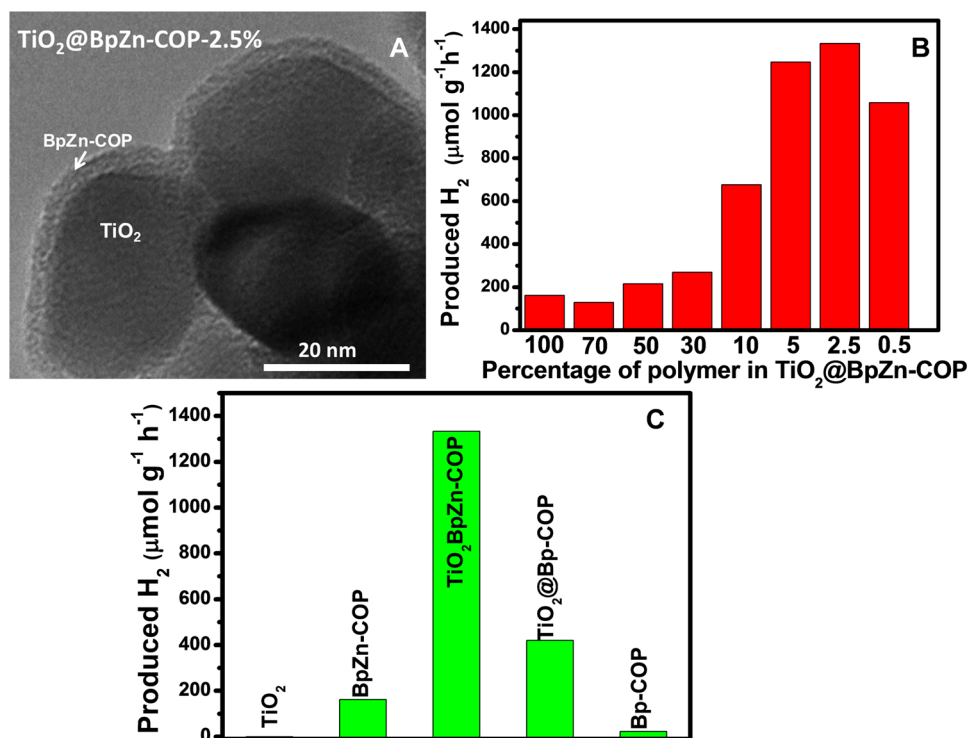 TiO₂@BpZn-COP-2.5%
A
BpZn-COP
TiO₂
20 nm
B
Produced H₂ (μmol g⁻¹h⁻¹)
1400
1200
1000
800
600
400
200
0
100 70 50 30 10 5 2.5 0.5
Percentage of polymer in TiO₂@BpZn-COP
C
Produced H₂ (μmol g⁻¹ h⁻¹)
1400
1200
1000
800
600
400
200
0
TiO₂
BpZn-COP
TiO₂BpZn-COP
TiO₂@Bp-COP
Bp-COP